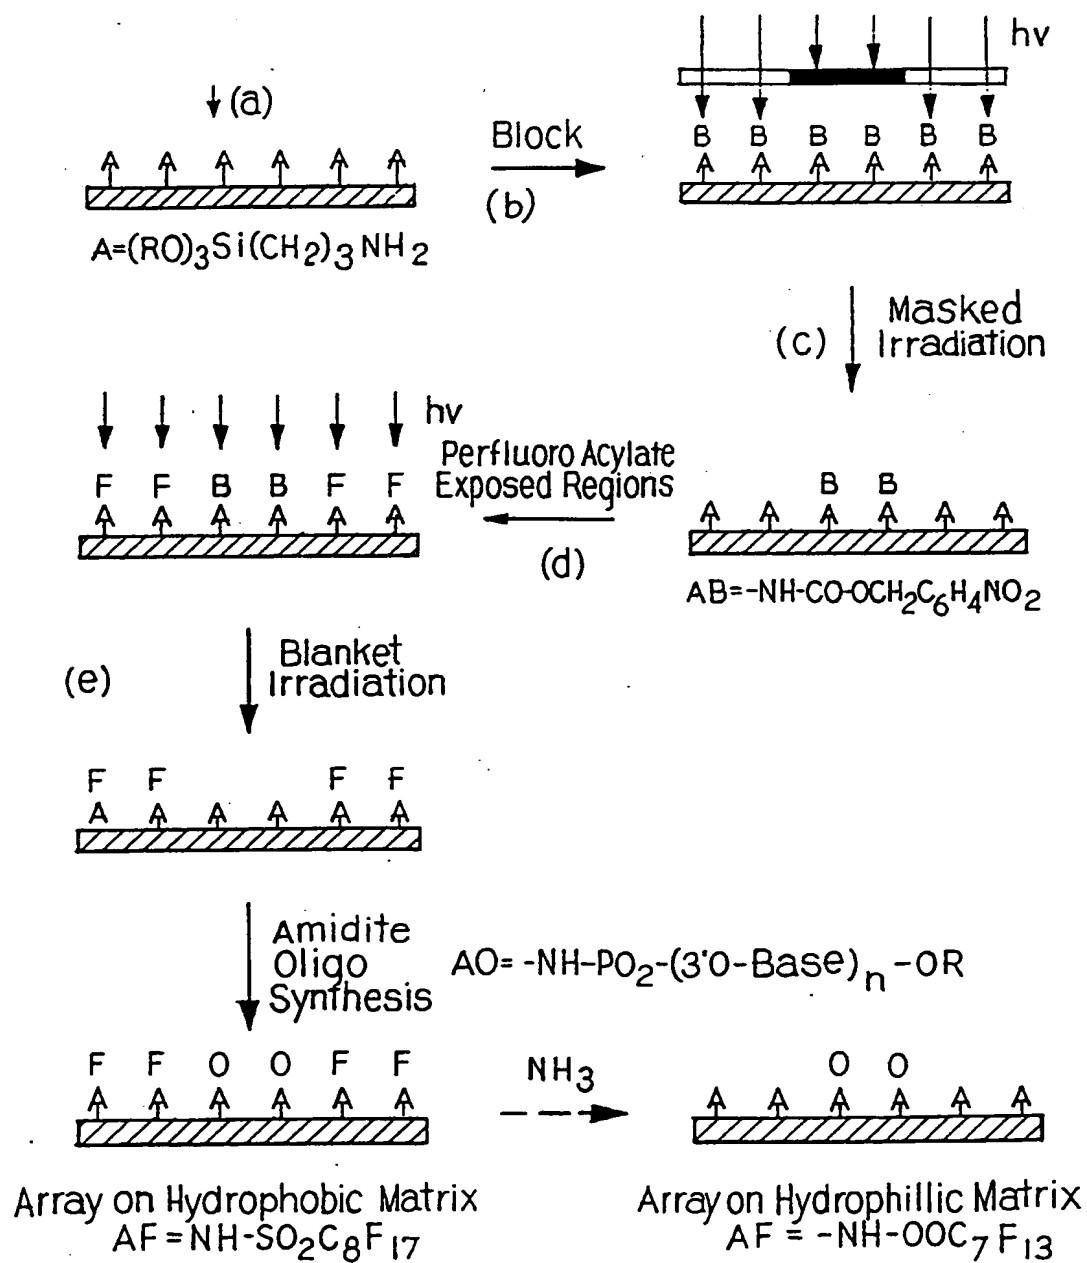 (a)
A A A A A A
A=(RO)3Si(CH2)3NH2
Block
(b)
hν
B B B B B B
A A A A A A
(c)
Masked
Irradiation
A A B B A A
A A
AB=-NH-CO-OCH2C6H4NO2
Perfluoro Acylate
Exposed Regions
(d)
hν
F F B B F F
A A A A A A
(e)
Blanket
Irradiation
F F F F
A A A A A A
Amidite
Oligo
Synthesis
AO= -NH-PO2-(3'O-Base)n-OR
F F O O F F
A A A A A A
NH3
O O
A A A A A A
Array on Hydrophobic Matrix
AF=NH-SO2C8F17
Array on Hydrophillic Matrix
AF = -NH-OOC7F13